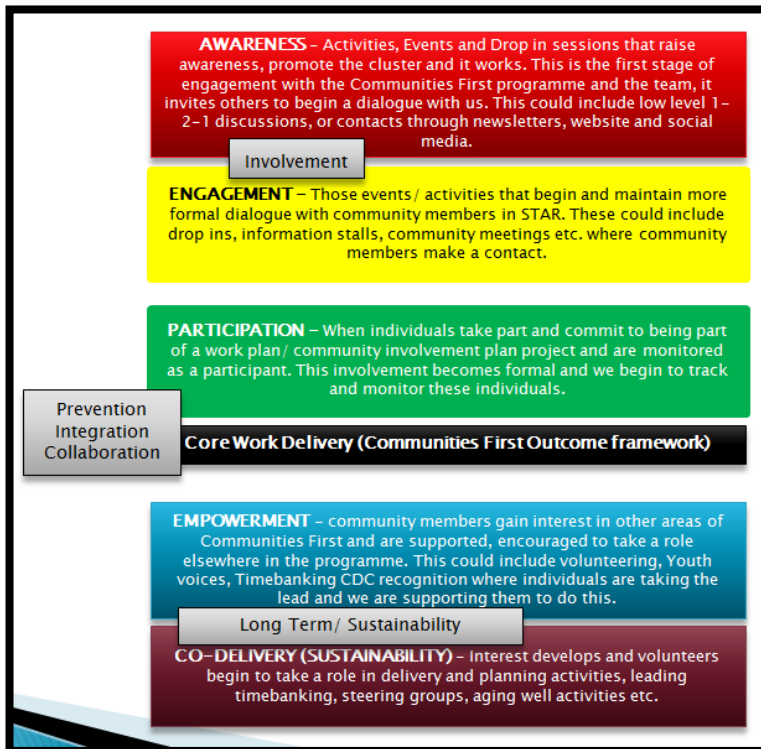 AWARENESS – Activities, Events and Drop in sessions that raise
awareness, promote the cluster and it works. This is the first stage of
engagement with the Communities First programme and the team, it
invites others to begin a dialogue with us. This could include low level 1-
2-1 discussions, or contacts through newsletters, website and social
media.
Involvement
ENGAGEMENT – Those events/ activities that begin and maintain more
formal dialogue with community members in STAR. These could include
drop ins, information stalls, community meetings etc. where community
members make a contact.
PARTICIPATION – When individuals take part and commit to being part
of a work plan/ community involvement plan project and are monitored
as a participant. This involvement becomes formal and we begin to track
and monitor these individuals.
Prevention
Integration
Collaboration
Core Work Delivery (Communities First Outcome framework)
EMPOWERMENT – community members gain interest in other areas of
Communities First and are supported, encouraged to take a role
elsewhere in the programme. This could include volunteering, Youth
voices, Timebanking CDC recognition where individuals are taking the
lead and we are supporting them to do this.
Long Term/ Sustainability
CO-DELIVERY (SUSTAINABILITY) – Interest develops and volunteers
begin to take a role in delivery and planning activities, leading
timebanking, steering groups, aging well activities etc.